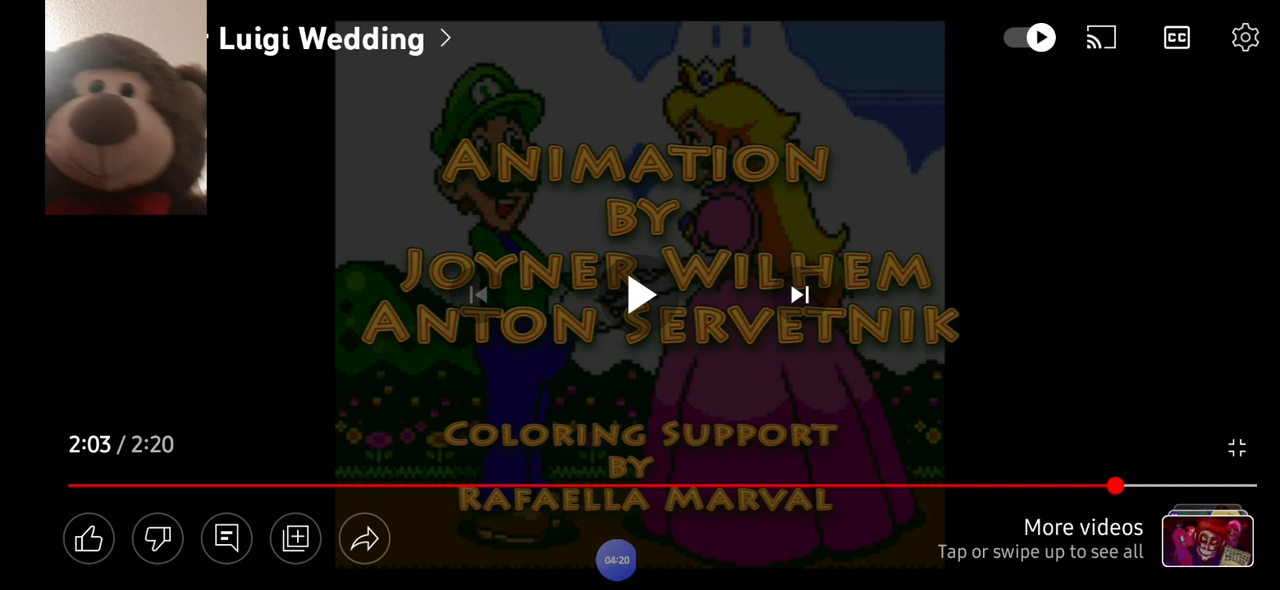 Luigi Wedding
CC
ANIMATION
BY
JOYNER WILHEM
ANTON SERVETNIK
COLORING SUPPORT
BY
RAFAELLA MARVAL
2:03 / 2:20
More videos
Tap or swipe up to see all
04:20